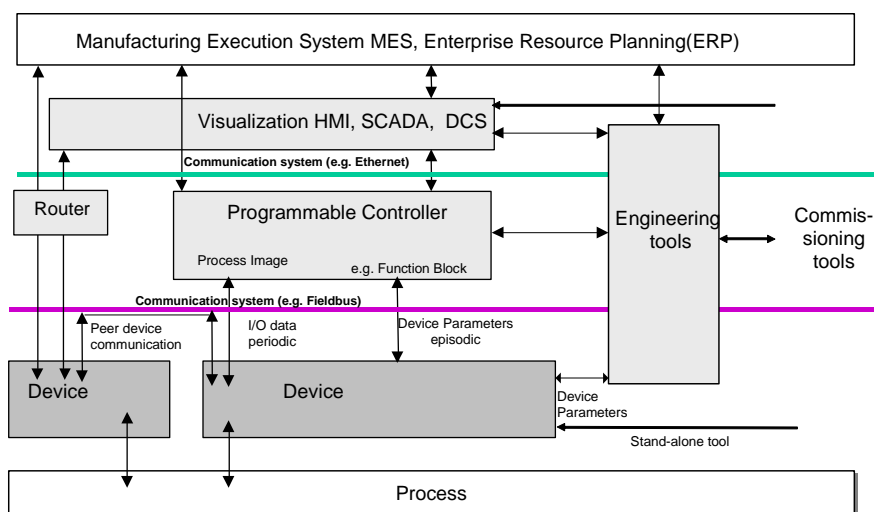 Manufacturing Execution System MES, Enterprise Resource Planning(ERP)
Visualization HMI, SCADA, DCS
Communication system (e.g. Ethernet)
Router
Programmable Controller
Process Image
e.g. Function Block
Engineering
tools
Commis-
sioning
tools
Communication system (e.g. Fieldbus)
Peer device
communication
I/O data
periodic
Device Parameters
episodic
Device
Device
Device
Parameters
Stand-alone tool
Process